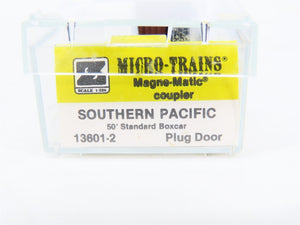 MICRO-TRAINS®
Magne-Matic®
coupler
SCALE 1:160
SOUTHERN PACIFIC
50' Standard Boxcar
13601-2 Plug Door